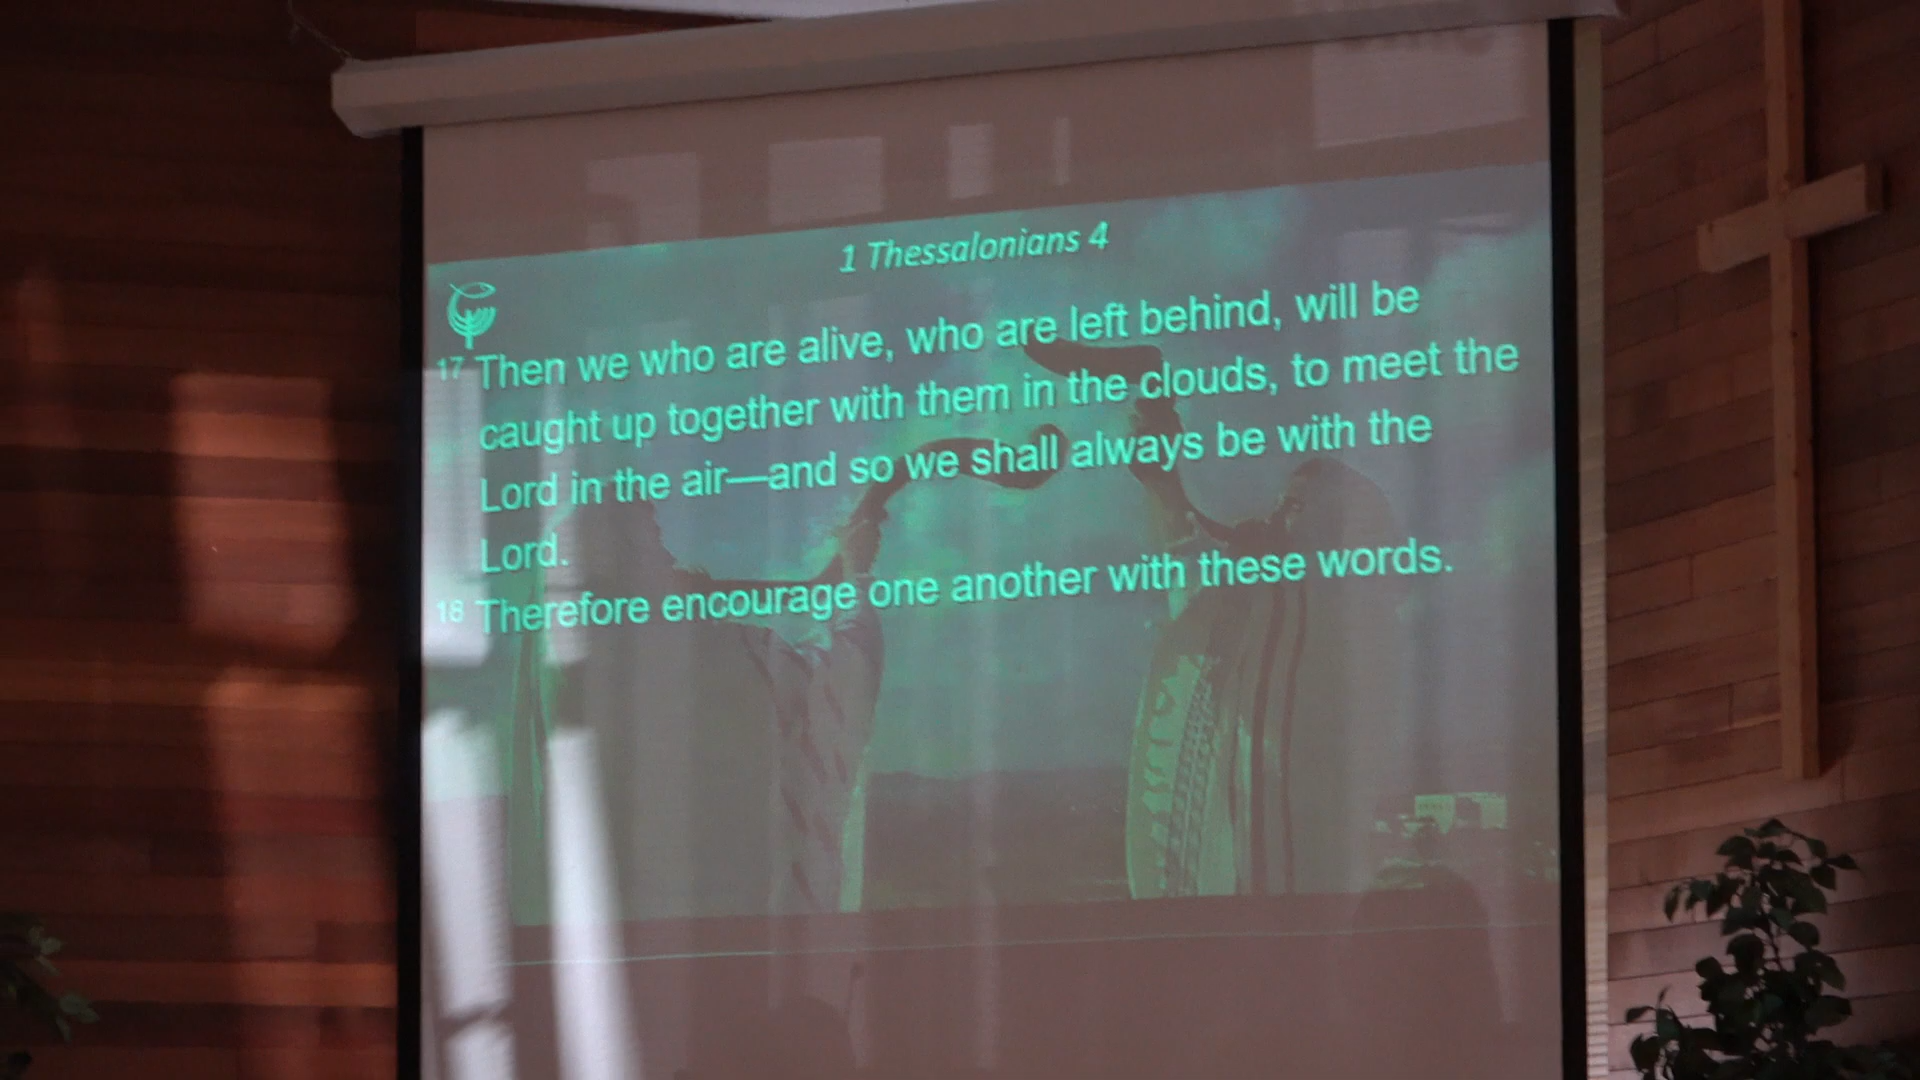 1 Thessalonians 4
17 Then we who are alive, who are left behind, will be
caught up together with them in the clouds, to meet the
Lord in the air—and so we shall always be with the
Lord.
18 Therefore encourage one another with these words.